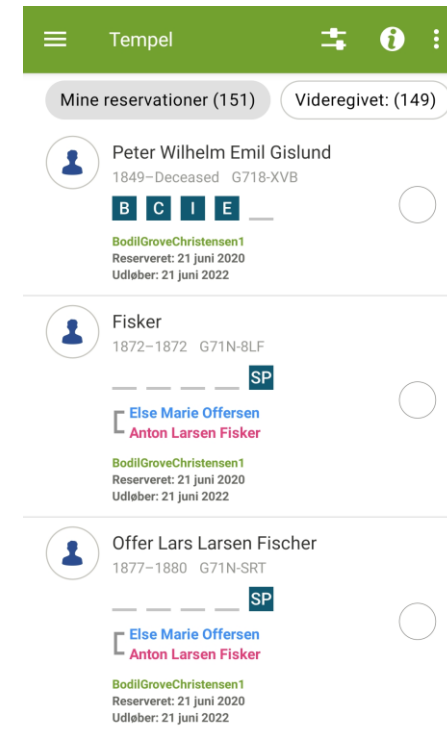 Tempel
Mine reservationer (151)
Videregivet: (149)
Peter Wilhelm Emil Gislund
1849–Deceased G718-XVB
B C I E
BodilGroveChristensen1
Reserveret: 21 juni 2020
Udløber: 21 juni 2022
Fisker
1872–1872 G71N-8LF
SP
Else Marie Offersen
Anton Larsen Fisker
BodilGroveChristensen1
Reserveret: 21 juni 2020
Udløber: 21 juni 2022
Offer Lars Larsen Fischer
1877–1880 G71N-SRT
SP
Else Marie Offersen
Anton Larsen Fisker
BodilGroveChristensen1
Reserveret: 21 juni 2020
Udløber: 21 juni 2022